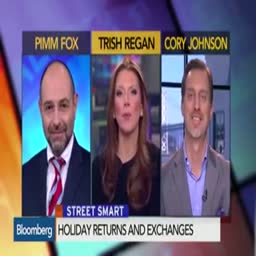 PIMM FOX
TRISH REGAN
CORY JOHNSON
STREET SMART
Bloomberg
HOLIDAY RETURNS AND EXCHANGES